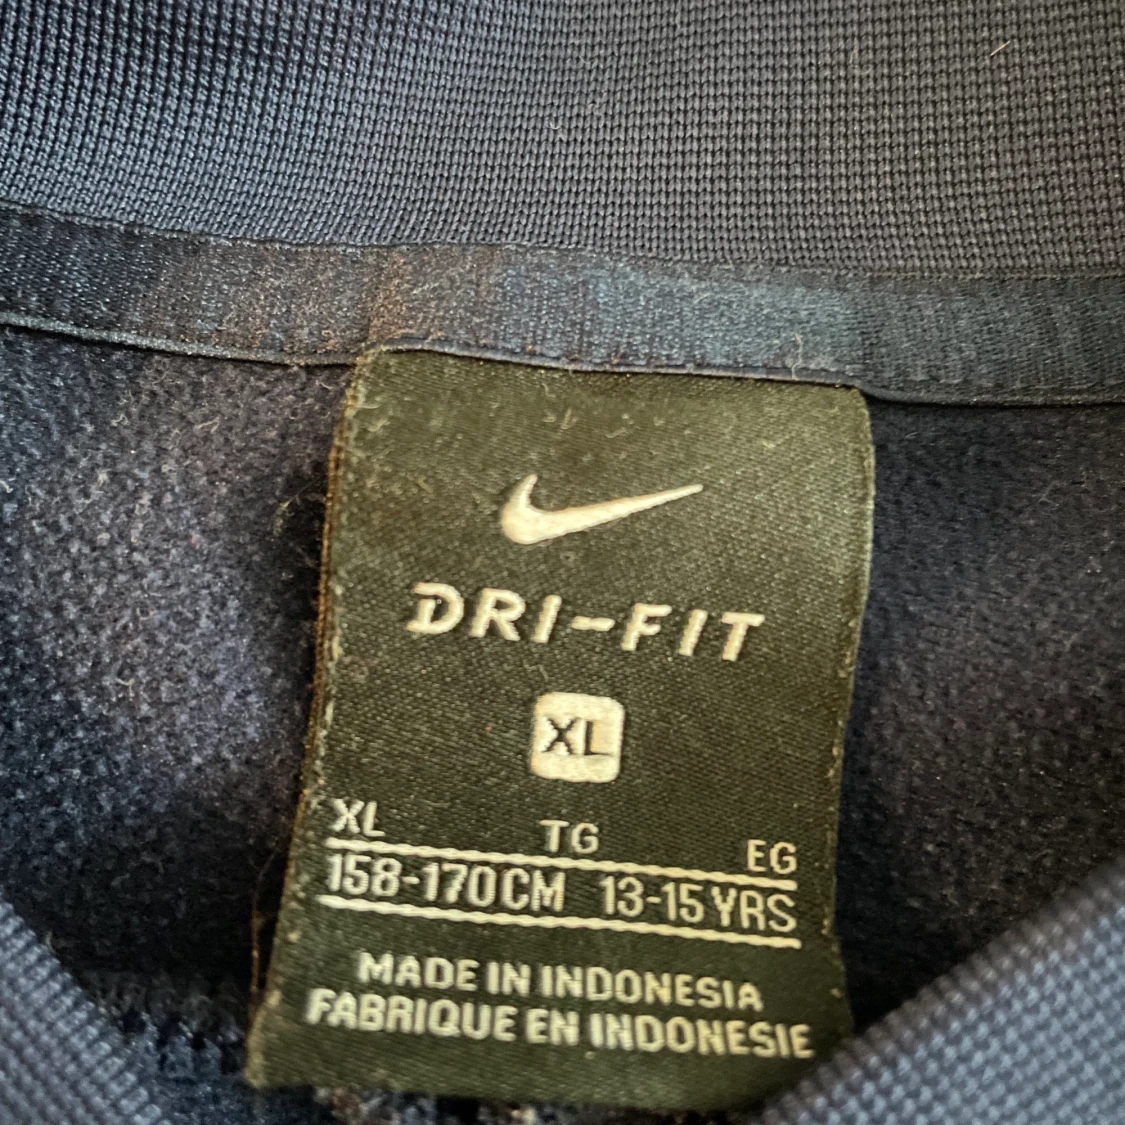 DRI-FIT
XL
XL TG EG
158-170CM 13-15 YRS
MADE IN INDONESIA
FABRIQUE EN INDONESIE